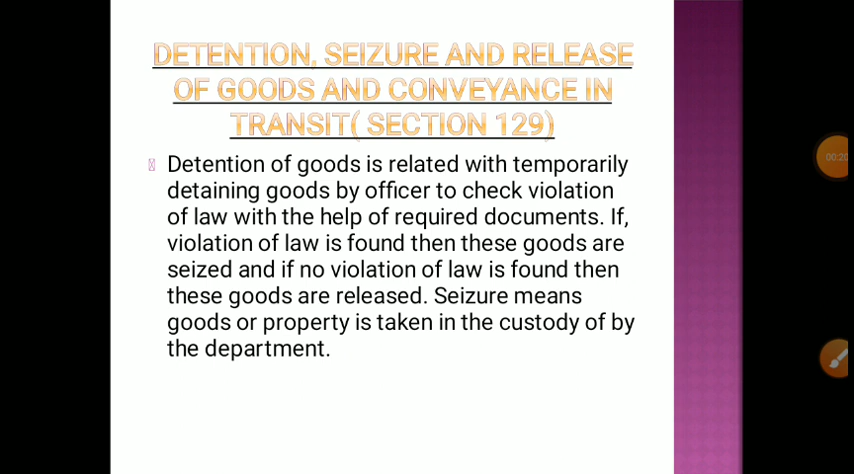 DETENTION, SEIZURE AND RELEASE
OF GOODS AND CONVEYANCE IN
TRANSIT( SECTION 129)
Detention of goods is related with temporarily
detaining goods by officer to check violation
of law with the help of required documents. If,
violation of law is found then these goods are
seized and if no violation of law is found then
these goods are released. Seizure means
goods or property is taken in the custody of by
the department.
00:20